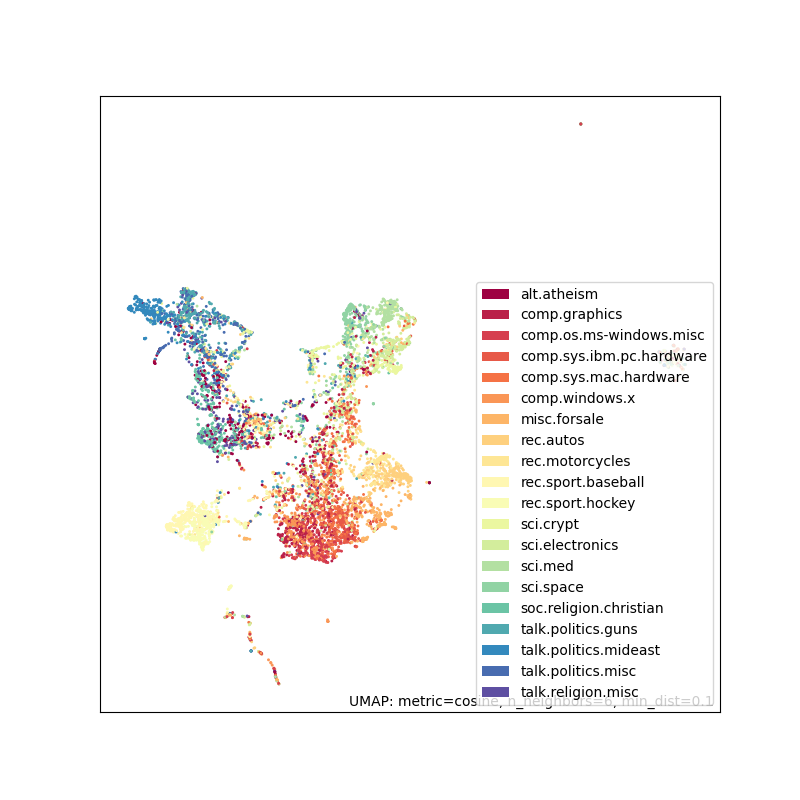 alt.atheism
comp.graphics
comp.os.ms-windows.misc
comp.sys.ibm.pc.hardware
comp.sys.mac.hardware
comp.windows.x
misc.forsale
rec.autos
rec.motorcycles
rec.sport.baseball
rec.sport.hockey
sci.crypt
sci.electronics
sci.med
sci.space
soc.religion.christian
talk.politics.guns
talk.politics.mideast
talk.politics.misc
talk.religion.misc
UMAP: metric=cosine, n_neighbors=6, min_dist=0.1